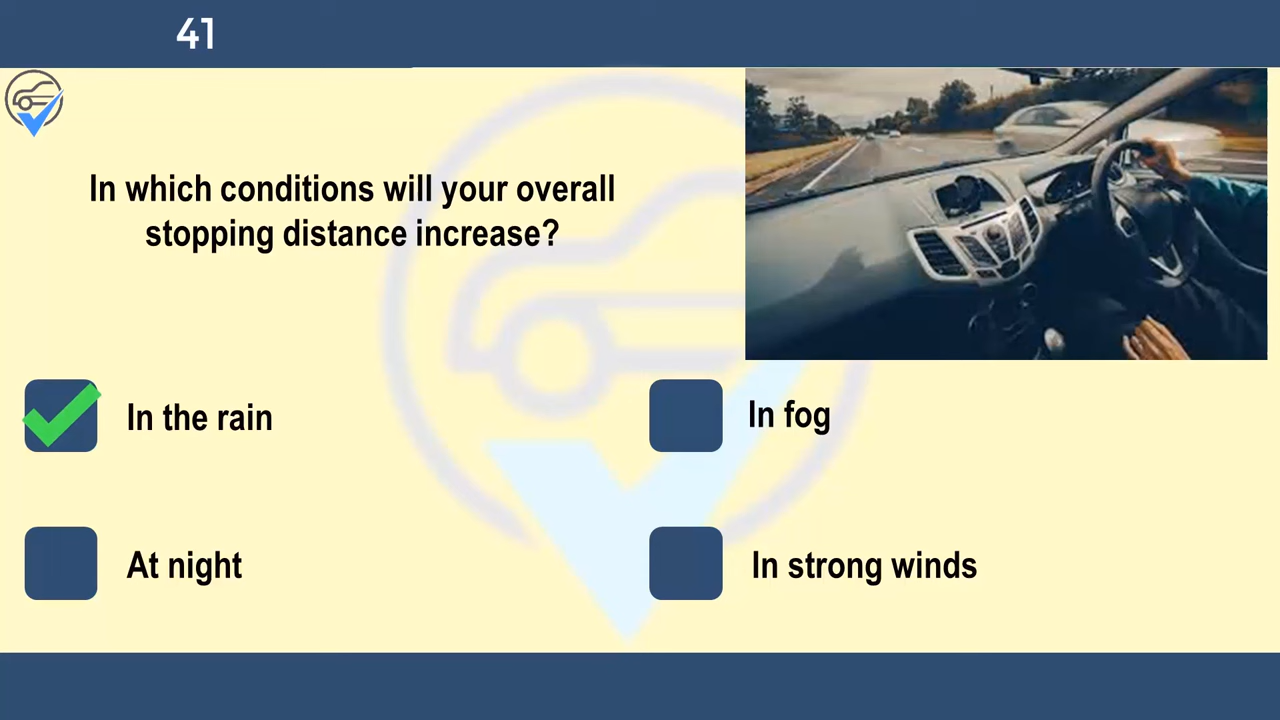 41
In which conditions will your overall
stopping distance increase?
In the rain
In fog
At night
In strong winds